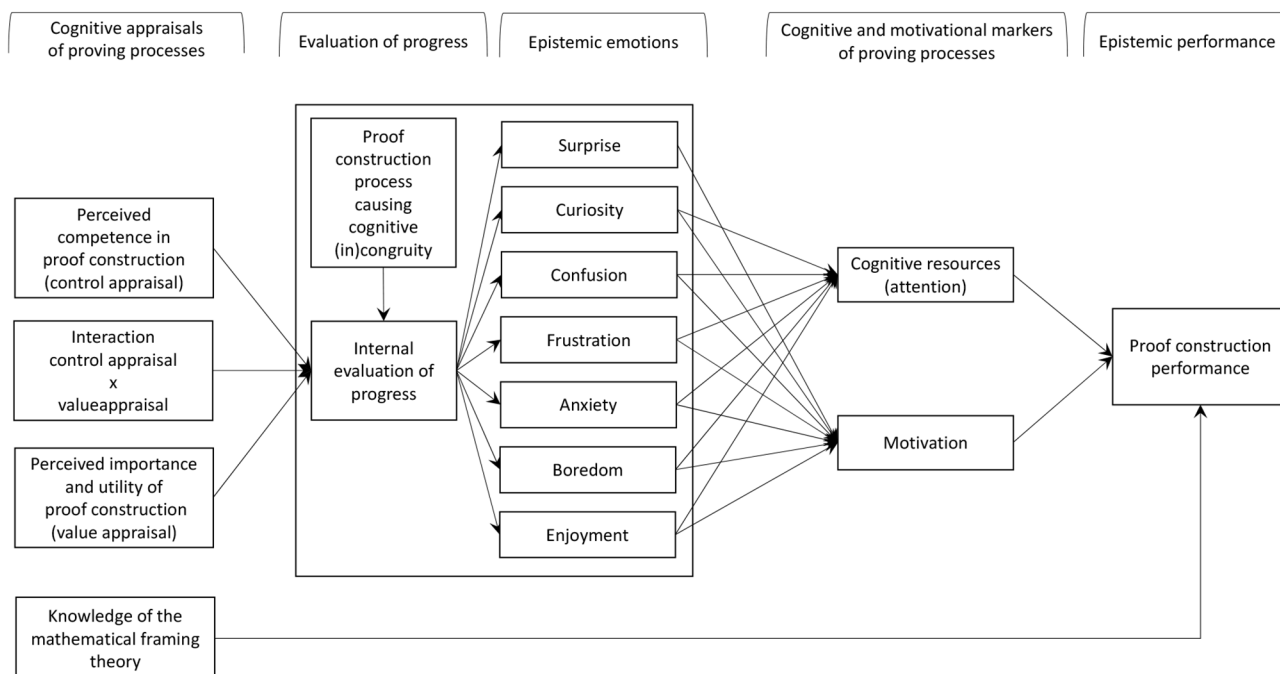 Cognitive appraisals
of proving processes
Evaluation of progress
Epistemic emotions
Cognitive and motivational markers
of proving processes
Epistemic performance
Perceived
competence in
proof construction
(control appraisal)
Interaction
control appraisal
x
valueappraisal
Perceived importance
and utility of
proof construction
(value appraisal)
Knowledge of the
mathematical framing
theory
Proof
construction
process
causing
cognitive
(in)congruity
Internal
evaluation of
progress
Surprise
Curiosity
Confusion
Frustration
Anxiety
Boredom
Enjoyment
Cognitive resources
(attention)
Motivation
Proof construction
performance